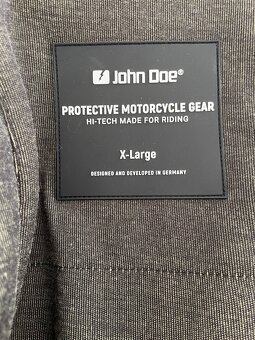 John Doe®
PROTECTIVE MOTORCYCLE GEAR
HI-TECH MADE FOR RIDING
X-Large
DESIGNED AND DEVELOPED IN GERMANY